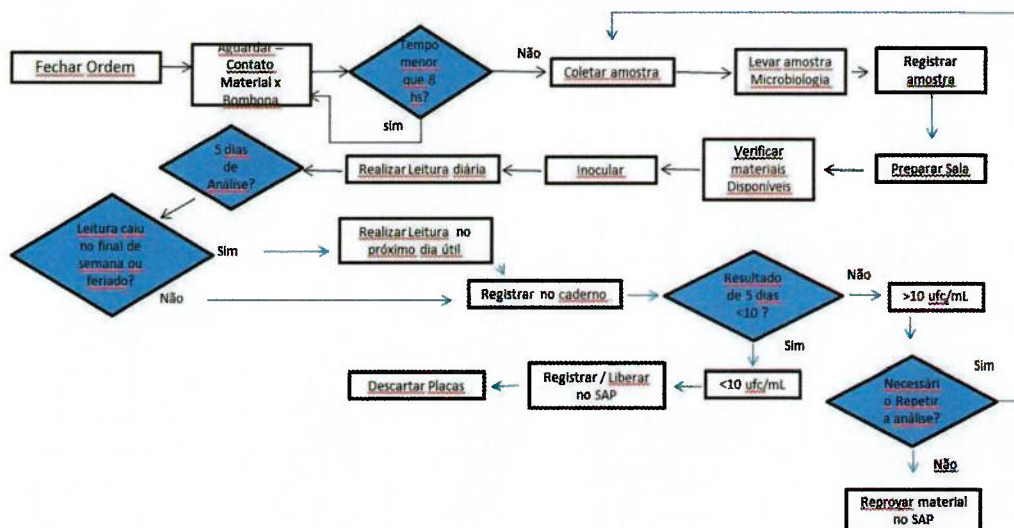 Fechar Ordem
Aguardar –
Contato
Material x
Bombona
Tempo
menor
que 8
hs?
sim
Não
Coletar amostra
Levar amostra
Microbiologia
Registrar
amostra
Preparar Sala
Verificar
materiais
Disponíveis
Inocular
Realizar Leitura diária
5 dias
de
Análise?
Leitura caiu
no final de
semana ou
feriado?
Sim
Não
Realizar Leitura no
próximo dia útil
Registrar no caderno
Resultado
de 5 dias
<10 ?
Não
>10 ufc/mL
Sim
<10 ufc/mL
Registrar / Liberar
no SAP
Descartar Placas
Necessári
o Repetir
a análise?
Sim
Não
Reprovar material
no SAP